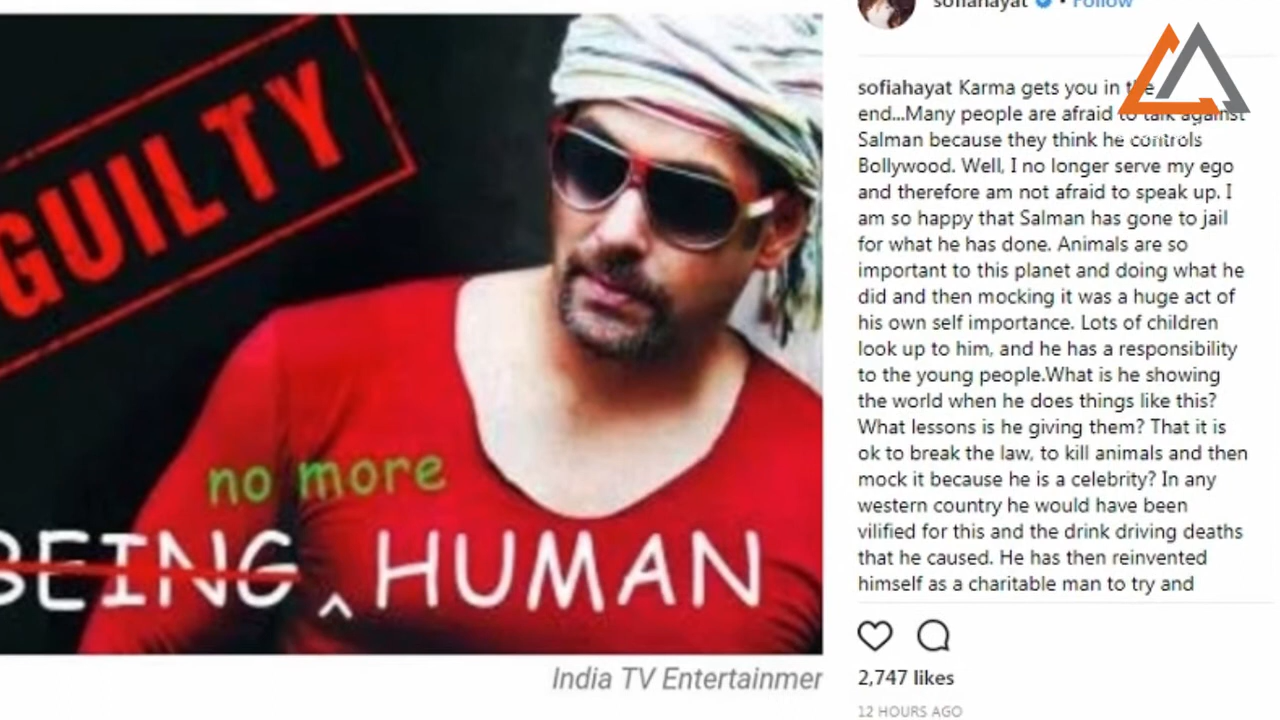 GUILTY
no more
BEING ^ HUMAN
India TV Entertainmen
sofiahayat • Follow
sofiahayat Karma gets you in the
end...Many people are afraid to talk against
Salman because they think he controls
Bollywood. Well, I no longer serve my ego
and therefore am not afraid to speak up. I
am so happy that Salman has gone to jail
for what he has done. Animals are so
important to this planet and doing what he
did and then mocking it was a huge act of
his own self importance. Lots of children
look up to him, and he has a responsibility
to the young people.What is he showing
the world when he does things like this?
What lessons is he giving them? That it is
ok to break the law, to kill animals and then
mock it because he is a celebrity? In any
western country he would have been
vilified for this and the drink driving deaths
that he caused. He has then reinvented
himself as a charitable man to try and
2,747 likes
12 HOURS AGO